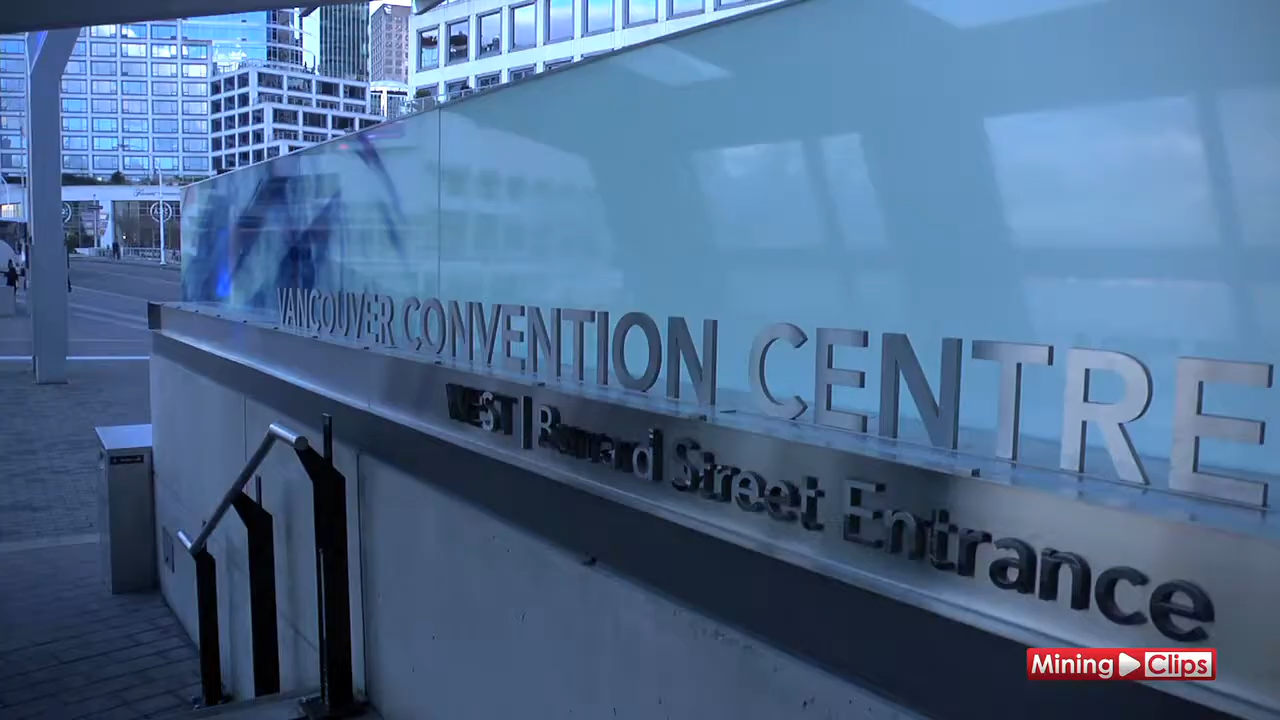 VANCOUVER CONVENTION CENTRE
WEST | Burrard Street Entrance
Mining Clips